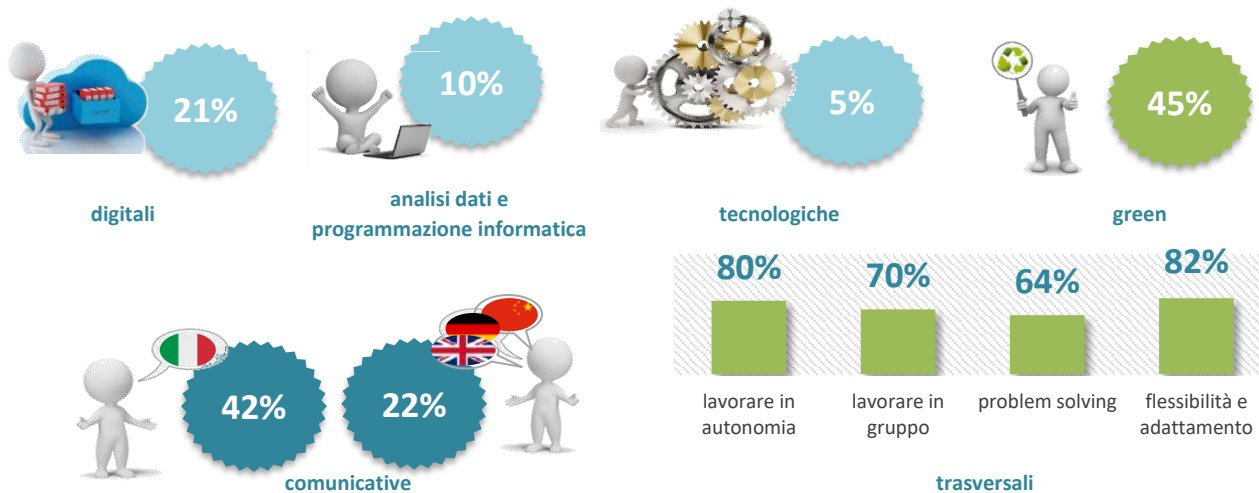 21%
digitali
10%
analisi dati e
programmazione informatica
5%
tecnologiche
45%
green
42%
22%
comunicative
80%
70%
64%
82%
lavorare in
autonomia
lavorare in
gruppo
problem solving
flessibilità e
adattamento
trasversali